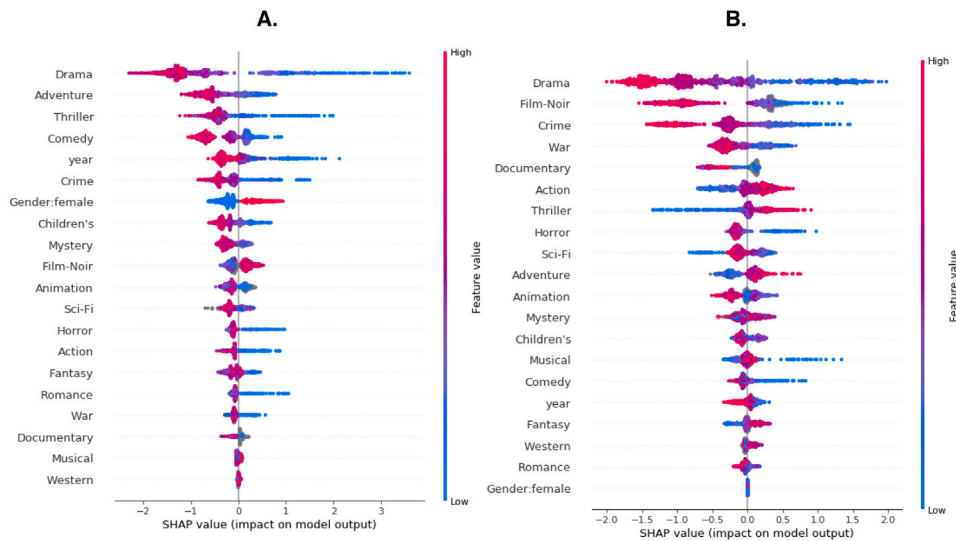 A.
High
Drama
Adventure
Thriller
Comedy
year
Crime
Gender:female
Children's
Mystery
Film-Noir
Animation
Sci-Fi
Horror
Action
Fantasy
Romance
War
Documentary
Musical
Western
Feature value
Low
−2 −1 0 1 2 3
SHAP value (impact on model output)
B.
High
Drama
Film-Noir
Crime
War
Documentary
Action
Thriller
Horror
Sci-Fi
Adventure
Animation
Mystery
Children's
Musical
Comedy
year
Fantasy
Western
Romance
Gender:female
Feature value
Low
−2.0 −1.5 −1.0 −0.5 0.0 0.5 1.0 1.5 2.0
SHAP value (impact on model output)